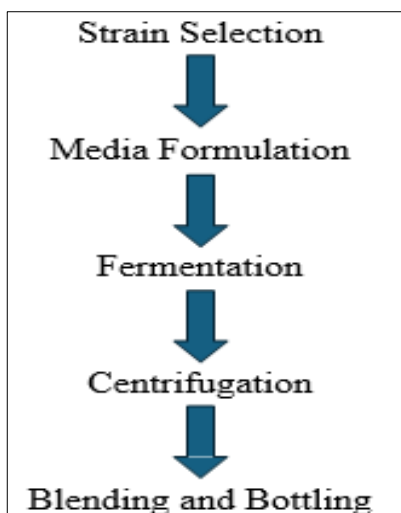 Strain Selection
Media Formulation
Fermentation
Centrifugation
Blending and Bottling